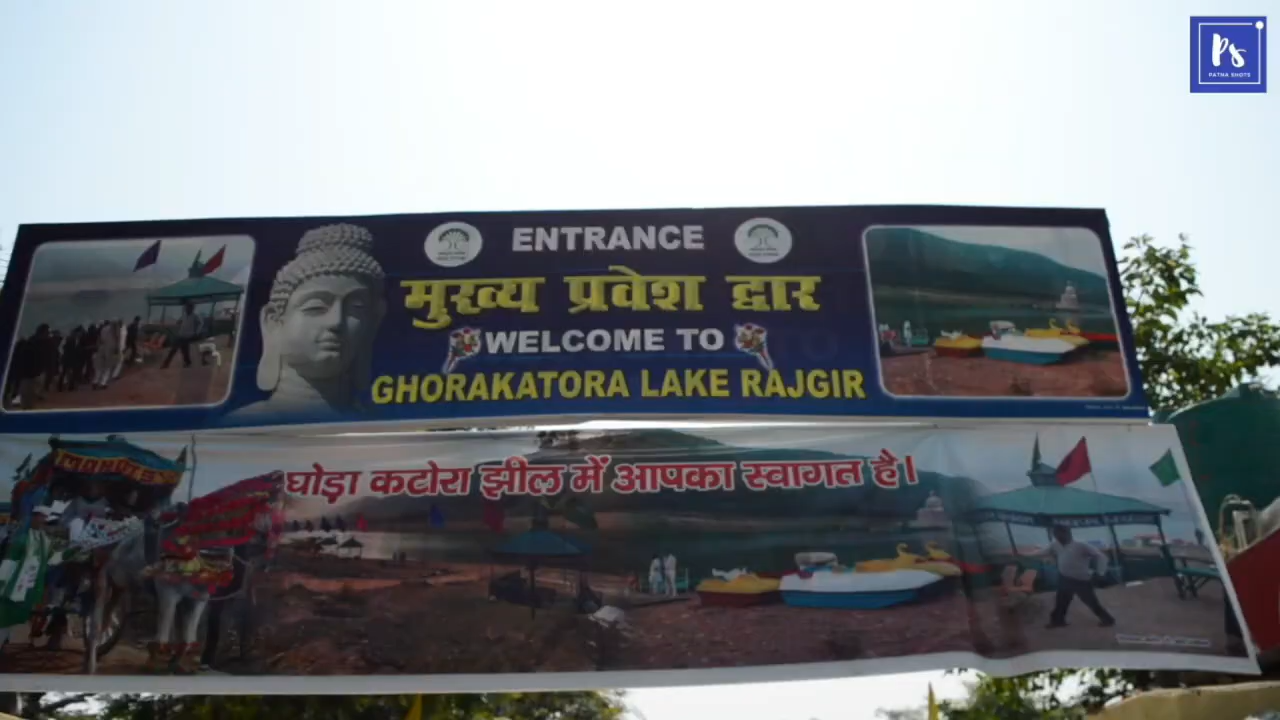 Ps
PATNA SHOTS
ENTRANCE
मुख्य प्रवेश द्वार
WELCOME TO
GHORAKATORA LAKE RAJGIR
घोड़ा कटोरा झील में आपका स्वागत है।